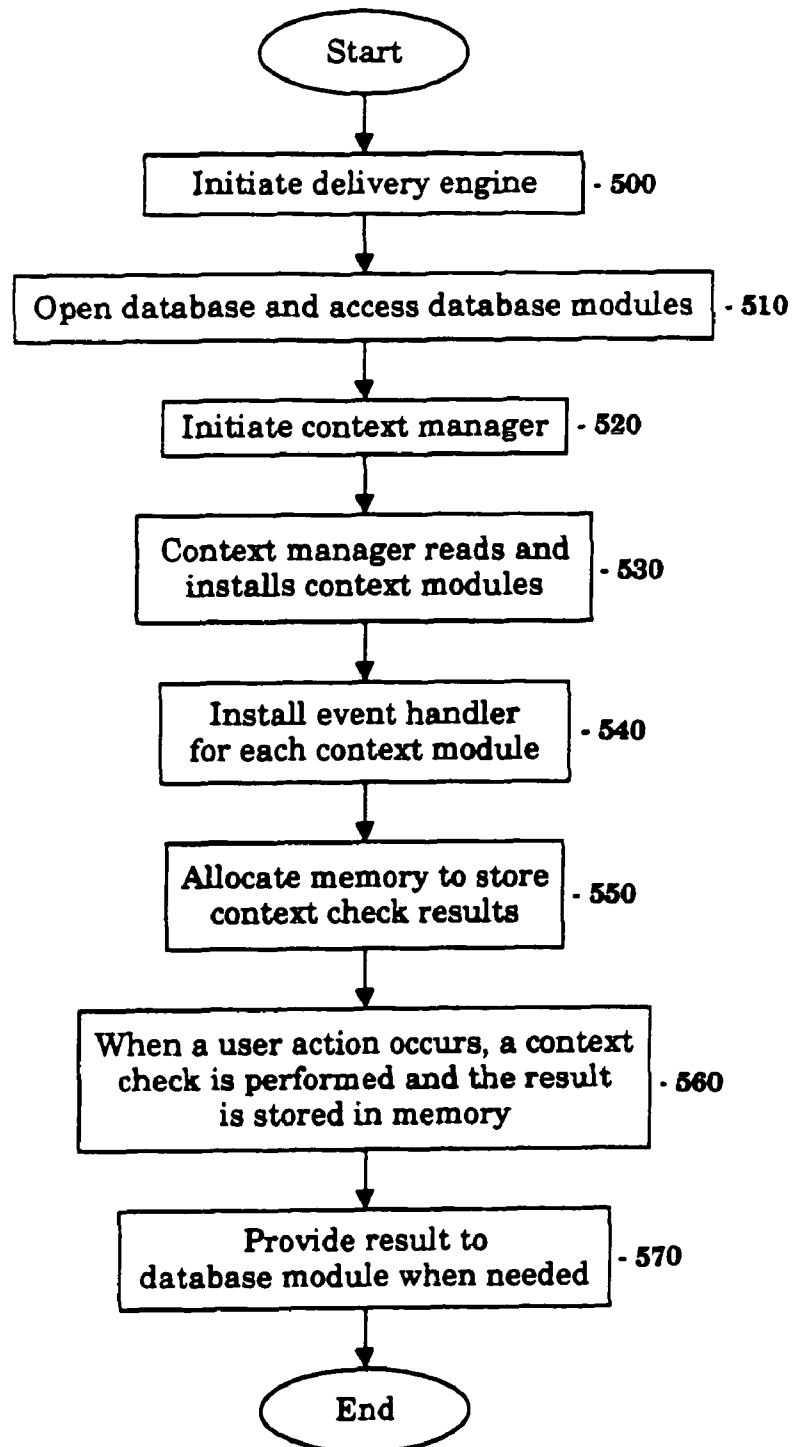 Start
Initiate delivery engine - 500
Open database and access database modules - 510
Initiate context manager - 520
Context manager reads and
installs context modules - 530
Install event handler
for each context module - 540
Allocate memory to store
context check results - 550
When a user action occurs, a context
check is performed and the result
is stored in memory - 560
Provide result to
database module when needed - 570
End